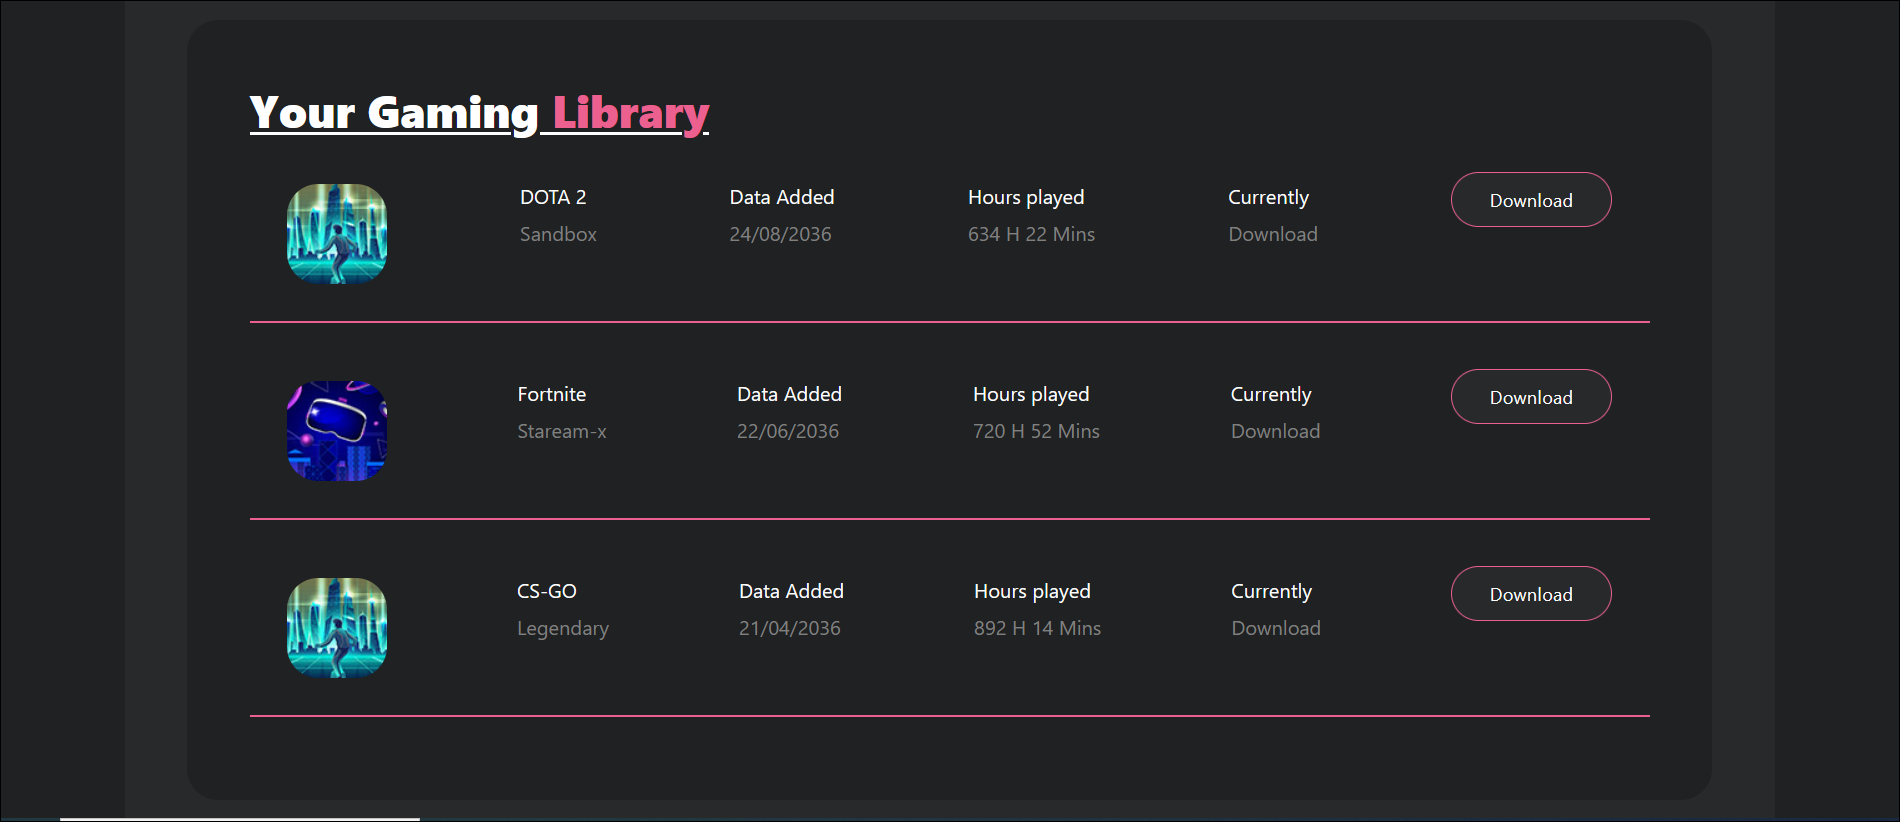 Your Gaming Library
DOTA 2 Data Added Hours played Currently Download
Sandbox 24/08/2036 634 H 22 Mins Download
Fortnite Data Added Hours played Currently Download
Staream-x 22/06/2036 720 H 52 Mins Download
CS-GO Data Added Hours played Currently Download
Legendary 21/04/2036 892 H 14 Mins Download